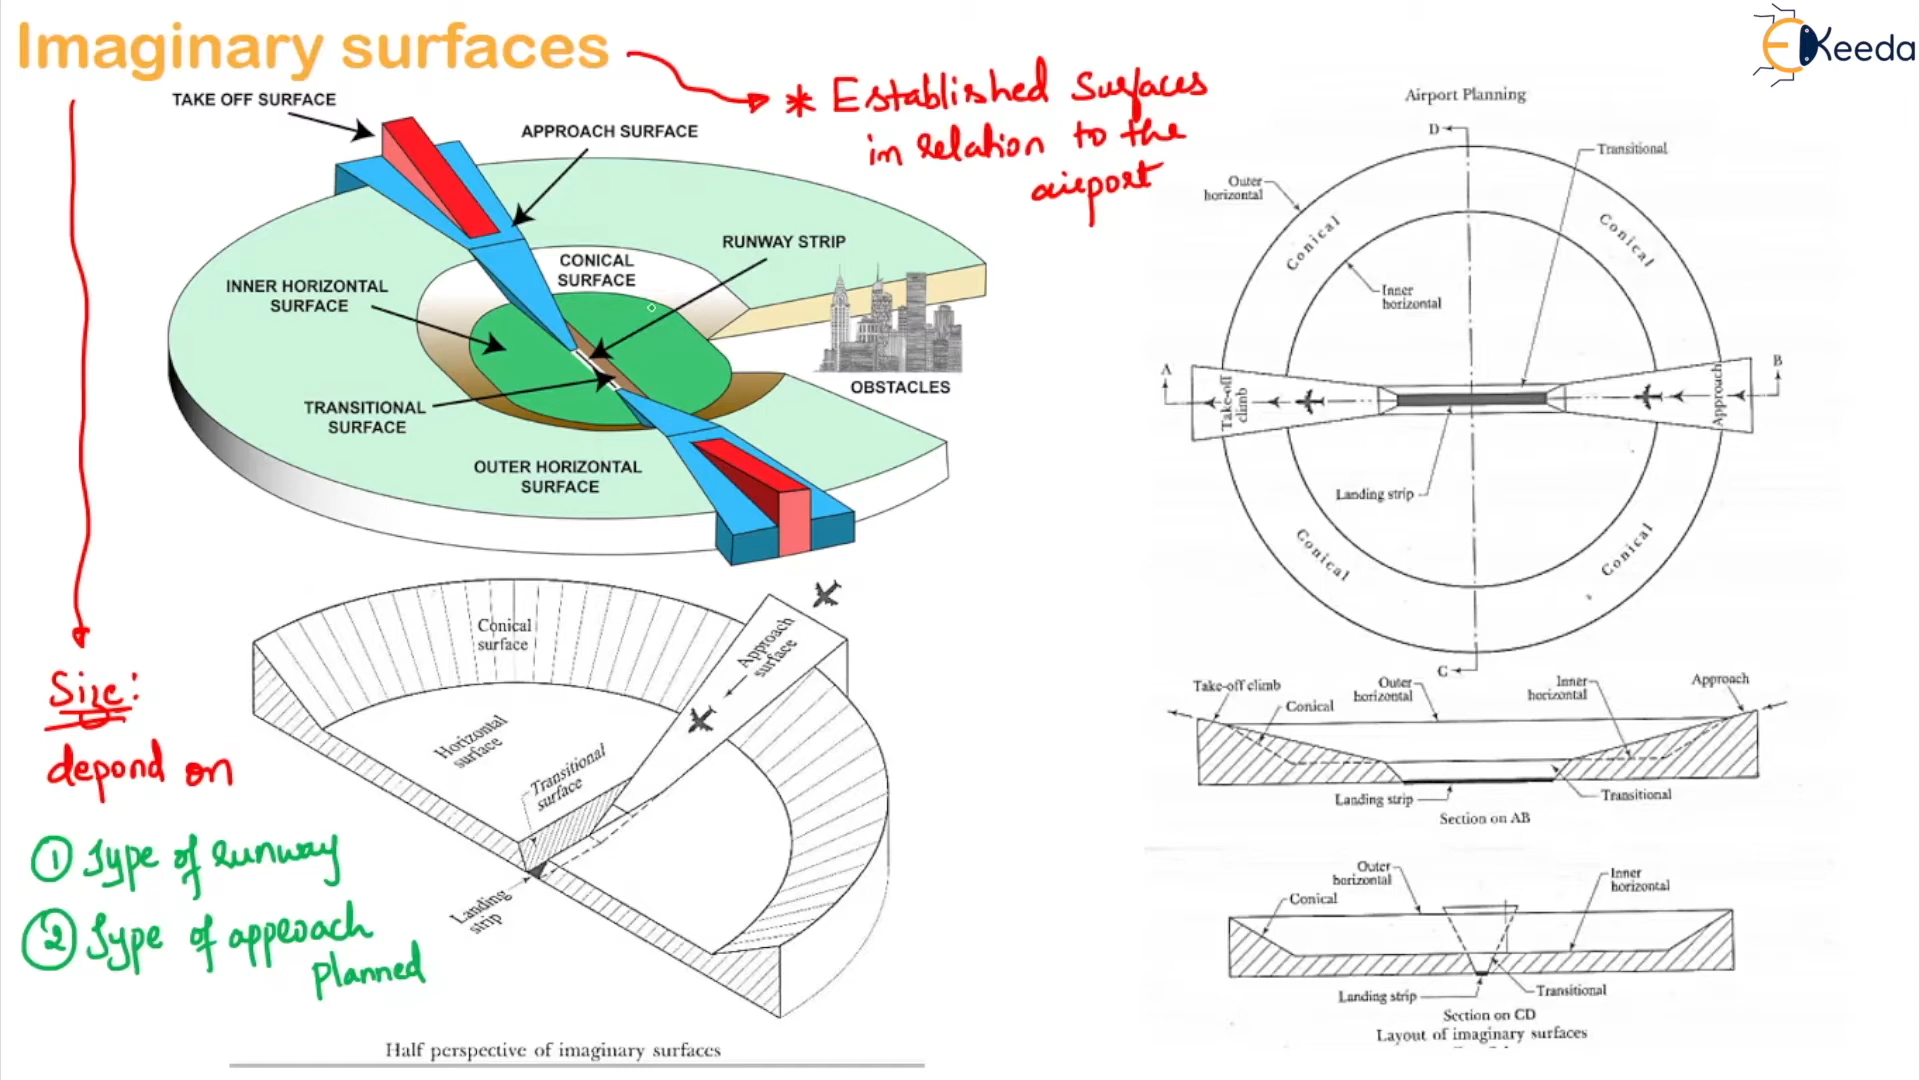 Imaginary surfaces
Keeda
* Established Surfaces
in relation to the
airport
TAKE OFF SURFACE
APPROACH SURFACE
RUNWAY STRIP
CONICAL
SURFACE
INNER HORIZONTAL
SURFACE
OBSTACLES
TRANSITIONAL
SURFACE
OUTER HORIZONTAL
SURFACE
Size:
depond on
① Type of runway
② Type of approach
planned
Conical
surface
Approach
surface
Horizontal
surface
Transitional
surface
Landing
strip
Half perspective of imaginary surfaces
Airport Planning
D
Transitional
Outer
horizontal
Conical
Conical
Inner
horizontal
A
B
Take-off
climb
Approach
Landing strip
Conical
Conical
C
Take-off climb
Outer
horizontal
Inner
horizontal
Approach
Conical
Landing strip
Transitional
Section on AB
Outer
horizontal
Inner
horizontal
Conical
Landing strip
Transitional
Section on CD
Layout of imaginary surfaces